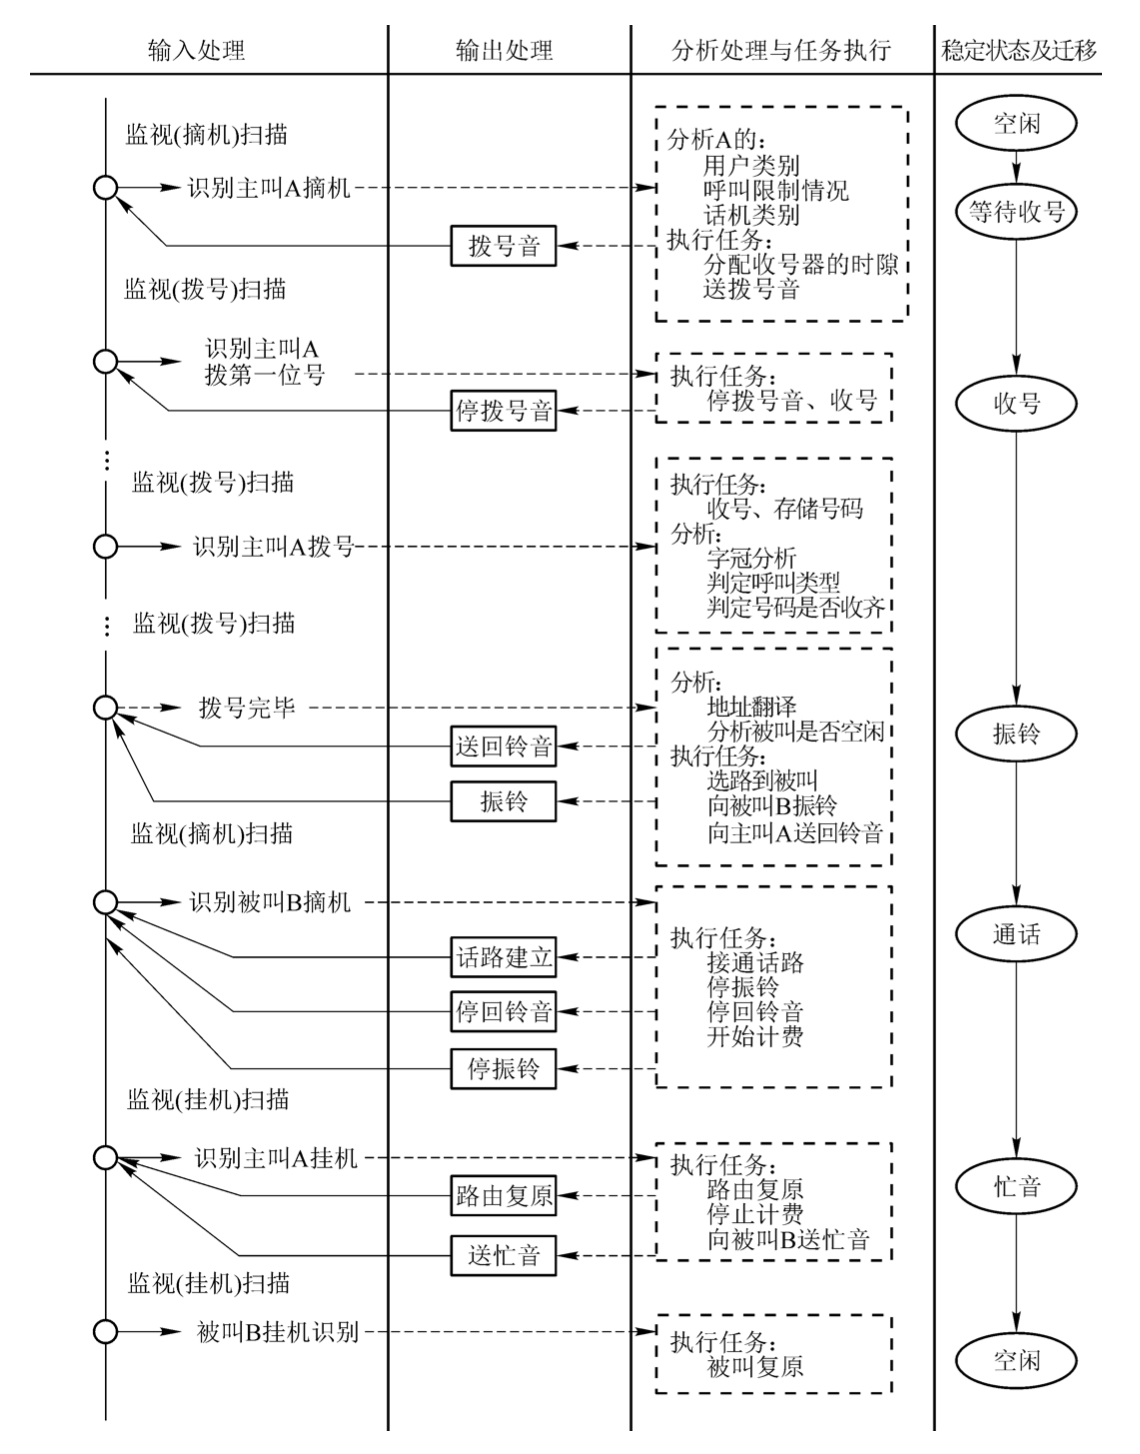 输入处理
输出处理
分析处理与任务执行
稳定状态及迁移
监视(摘机)扫描
识别主叫A摘机
拨号音
分析A的：
用户类别
呼叫限制情况
话机类别
执行任务：
分配收号器的时隙
送拨号音
空闲
等待收号
监视(拨号)扫描
识别主叫A
拨第一位号
停拨号音
执行任务：
停拨号音、收号
收号
⋮
监视(拨号)扫描
识别主叫A拨号
执行任务：
收号、存储号码
分析：
字冠分析
判定呼叫类型
判定号码是否收齐
⋮
监视(拨号)扫描
拨号完毕
送回铃音
振铃
分析：
地址翻译
分析被叫是否空闲
执行任务：
选路到被叫
向被叫B振铃
向主叫A送回铃音
振铃
监视(摘机)扫描
识别被叫B摘机
话路建立
停回铃音
停振铃
执行任务：
接通话路
停振铃
停回铃音
开始计费
通话
监视(挂机)扫描
识别主叫A挂机
路由复原
送忙音
执行任务：
路由复原
停止计费
向被叫B送忙音
忙音
监视(挂机)扫描
被叫B挂机识别
执行任务：
被叫复原
空闲